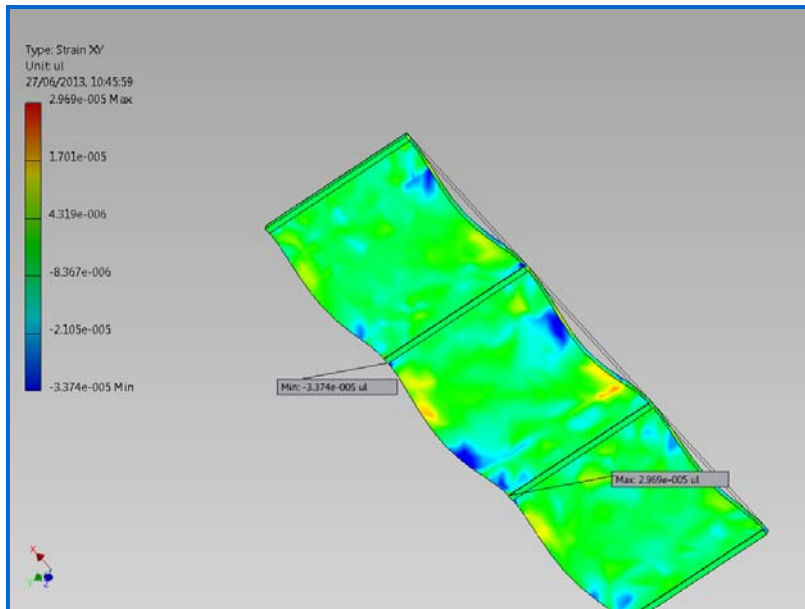 Type: Strain XY
Unit: ul
27/06/2013, 10:45:59
2.969e-005 Max
1.701e-005
4.319e-006
-8.367e-006
-2.105e-005
-3.374e-005 Min
Min: -3.374e-005 ul
Max: 2.969e-005 ul
X
Y
Z